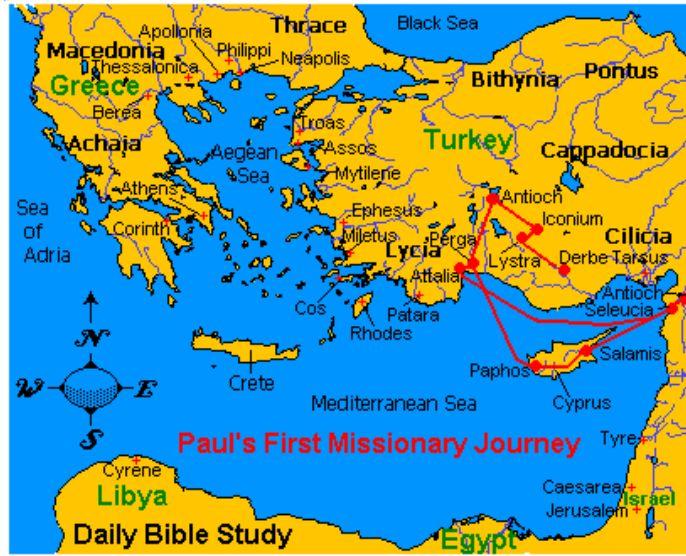 Black Sea
Thrace
Apollonia
Philippi
Macedonia
Neapolis
Thessalonica
Greece
Bithynia
Pontus
Berea
Troas
Turkey
Achaja
Assos
Aegean
Sea
Cappadocia
Mytilene
Athens
Antioch
Sea
of
Adria
Ephesus
Iconium
Corinth
Miletus
Perga
Cilicia
Lycia
Lystra
Derbe
Tarsus
Attalia
Antioch
Cos
Patara
Seleucia
Rhodes
N
Salamis
Paphos
Crete
W
E
Cyprus
Mediterranean Sea
S
Paul's First Missionary Journey
Tyre
Cyrene
Libya
Caesarea
Israel
Jerusalem
Daily Bible Study
Egypt